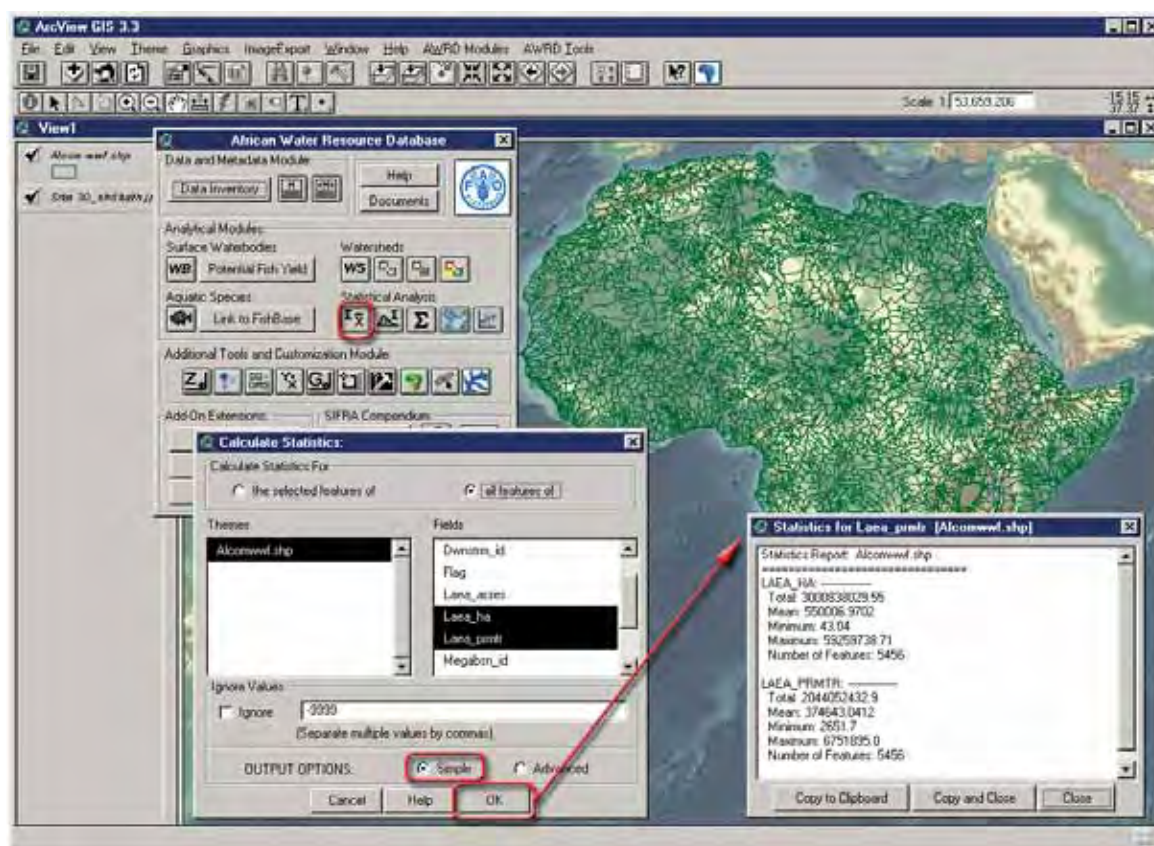 ArcView GIS 3.3
File Edit View Theme Graphics ImageExport Window Help AWRD Modules AWRD Tools
Scale 1: 53,659,206
View1
Alcomwwf.shp
African Water Resource Database
Data and Metadata Module
Data Inventory
Help
Documents
Analytical Modules:
Surface Waterbodies
Watersheds
WB
Potential Fish Yield
WS
Aquatic Species
Statistical Analysis
Link to FishBase
Additional Tools and Customization Module
Add-On Extensions:
SIFRA Compendium
Calculate Statistics:
Calculate Statistics For
the selected features of
all features of
Themes
Fields
Alcomwwf.shp
Dwnstrm_id
Flag
Laea_acres
Laea_ha
Laea_prmtr
Megabsn_id
Ignore Values
Ignore
-9999
(Separate multiple values by commas)
OUTPUT OPTIONS:
Simple
Advanced
Cancel
Help
OK
Statistics for Laea_prmtr [Alcomwwf.shp]
Statistics Report: Alcomwwf.shp
LAEA_HA: ------------
Total: 3000838029.55
Mean: 550006.9702
Minimum: 43.04
Maximum: 59259738.71
Number of Features: 5456
LAEA_PRMTR: ------------
Total: 2044052432.9
Mean: 374643.0412
Minimum: 2651.7
Maximum: 6751895.0
Number of Features: 5456
Copy to Clipboard
Copy and Close
Close